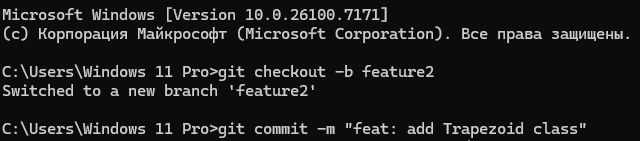 Microsoft Windows [Version 10.0.26100.7171]
(c) Корпорация Майкрософт (Microsoft Corporation). Все права защищены.
C:\Users\Windows 11 Pro>git checkout -b feature2
Switched to a new branch 'feature2'
C:\Users\Windows 11 Pro>git commit -m "feat: add Trapezoid class"